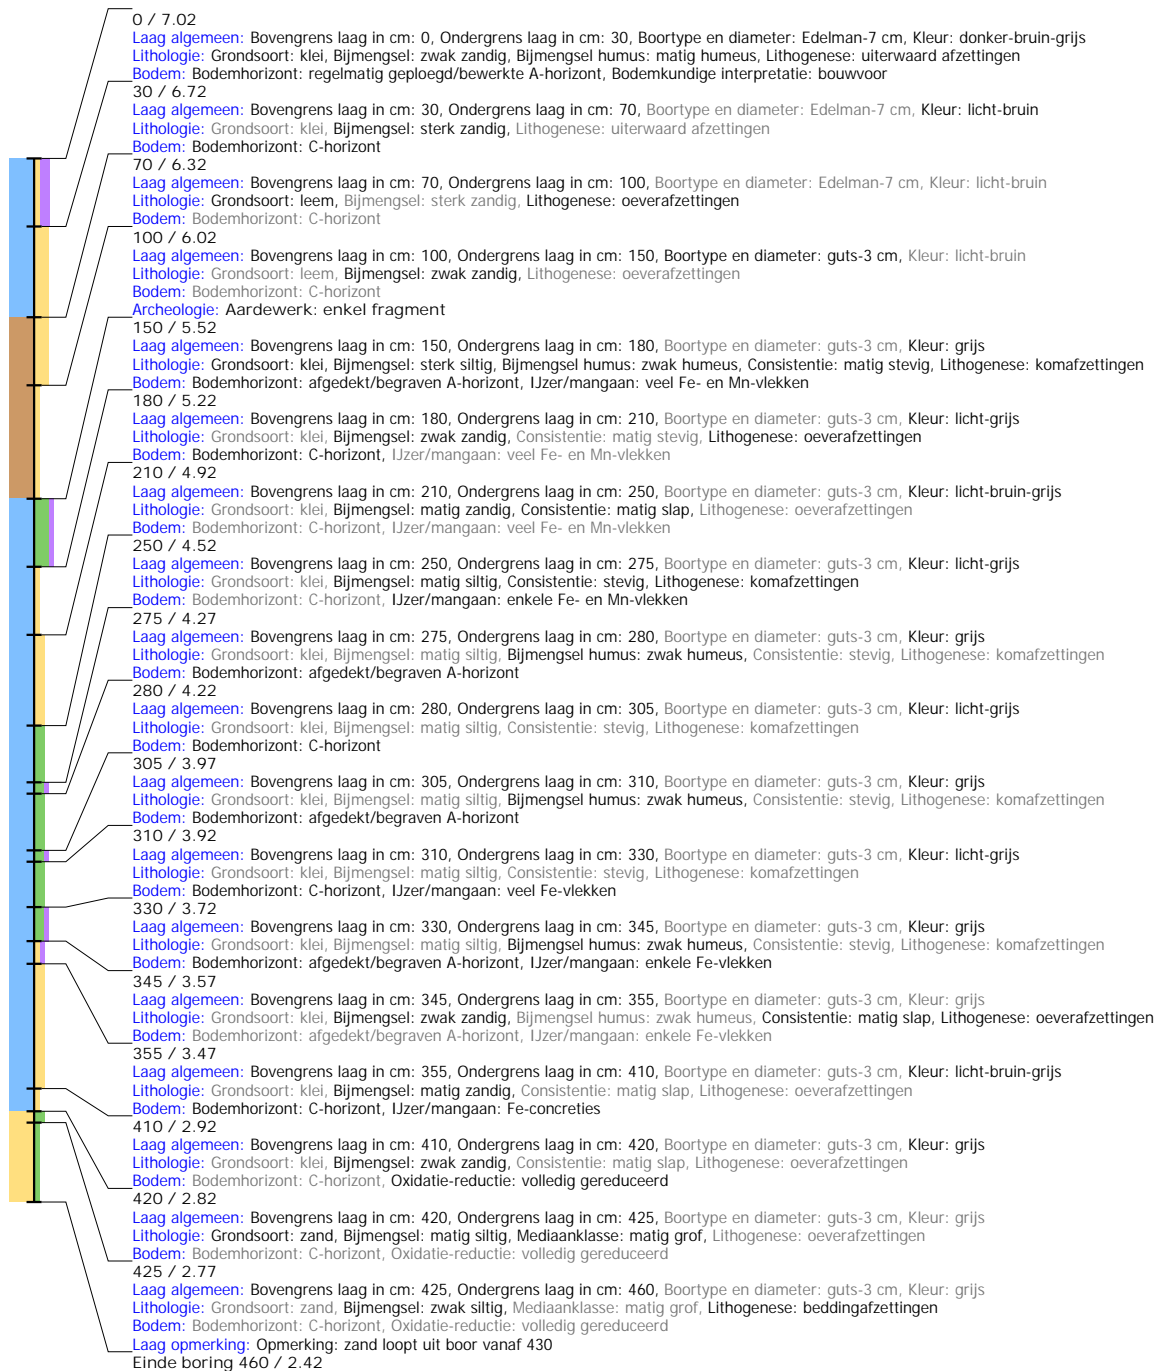 0 / 7.02
Laag algemeen: Bovengrens laag in cm: 0, Ondergrens laag in cm: 30, Boortype en diameter: Edelman-7 cm, Kleur: donker-bruin-grijs
Lithologie: Grondsoort: klei, Bijmengsel: zwak zandig, Bijmengsel humus: matig humeus, Lithogenese: uiterwaard afzettingen
Bodem: Bodemhorizont: regelmatig geploegd/bewerkte A-horizont, Bodemkundige interpretatie: bouwvoor
30 / 6.72
Laag algemeen: Bovengrens laag in cm: 30, Ondergrens laag in cm: 70, Boortype en diameter: Edelman-7 cm, Kleur: licht-bruin
Lithologie: Grondsoort: klei, Bijmengsel: sterk zandig, Lithogenese: uiterwaard afzettingen
Bodem: Bodemhorizont: C-horizont
70 / 6.32
Laag algemeen: Bovengrens laag in cm: 70, Ondergrens laag in cm: 100, Boortype en diameter: Edelman-7 cm, Kleur: licht-bruin
Lithologie: Grondsoort: leem, Bijmengsel: sterk zandig, Lithogenese: oeverafzettingen
Bodem: Bodemhorizont: C-horizont
100 / 6.02
Laag algemeen: Bovengrens laag in cm: 100, Ondergrens laag in cm: 150, Boortype en diameter: guts-3 cm, Kleur: licht-bruin
Lithologie: Grondsoort: leem, Bijmengsel: zwak zandig, Lithogenese: oeverafzettingen
Bodem: Bodemhorizont: C-horizont
Archeologie: Aardewerk: enkel fragment
150 / 5.52
Laag algemeen: Bovengrens laag in cm: 150, Ondergrens laag in cm: 180, Boortype en diameter: guts-3 cm, Kleur: grijs
Lithologie: Grondsoort: klei, Bijmengsel: sterk siltig, Bijmengsel humus: zwak humeus, Consistentie: matig stevig, Lithogenese: komafzettingen
Bodem: Bodemhorizont: afgedekt/begraven A-horizont, IJzer/mangaan: veel Fe- en Mn-vlekken
180 / 5.22
Laag algemeen: Bovengrens laag in cm: 180, Ondergrens laag in cm: 210, Boortype en diameter: guts-3 cm, Kleur: licht-grijs
Lithologie: Grondsoort: klei, Bijmengsel: zwak zandig, Consistentie: matig stevig, Lithogenese: oeverafzettingen
Bodem: Bodemhorizont: C-horizont, IJzer/mangaan: veel Fe- en Mn-vlekken
210 / 4.92
Laag algemeen: Bovengrens laag in cm: 210, Ondergrens laag in cm: 250, Boortype en diameter: guts-3 cm, Kleur: licht-bruin-grijs
Lithologie: Grondsoort: klei, Bijmengsel: matig zandig, Consistentie: matig slap, Lithogenese: oeverafzettingen
Bodem: Bodemhorizont: C-horizont, IJzer/mangaan: veel Fe- en Mn-vlekken
250 / 4.52
Laag algemeen: Bovengrens laag in cm: 250, Ondergrens laag in cm: 275, Boortype en diameter: guts-3 cm, Kleur: licht-grijs
Lithologie: Grondsoort: klei, Bijmengsel: matig siltig, Consistentie: stevig, Lithogenese: komafzettingen
Bodem: Bodemhorizont: C-horizont, IJzer/mangaan: enkele Fe- en Mn-vlekken
275 / 4.27
Laag algemeen: Bovengrens laag in cm: 275, Ondergrens laag in cm: 280, Boortype en diameter: guts-3 cm, Kleur: grijs
Lithologie: Grondsoort: klei, Bijmengsel: matig siltig, Bijmengsel humus: zwak humeus, Consistentie: stevig, Lithogenese: komafzettingen
Bodem: Bodemhorizont: afgedekt/begraven A-horizont
280 / 4.22
Laag algemeen: Bovengrens laag in cm: 280, Ondergrens laag in cm: 305, Boortype en diameter: guts-3 cm, Kleur: licht-grijs
Lithologie: Grondsoort: klei, Bijmengsel: matig siltig, Consistentie: stevig, Lithogenese: komafzettingen
Bodem: Bodemhorizont: C-horizont
305 / 3.97
Laag algemeen: Bovengrens laag in cm: 305, Ondergrens laag in cm: 310, Boortype en diameter: guts-3 cm, Kleur: grijs
Lithologie: Grondsoort: klei, Bijmengsel: matig siltig, Bijmengsel humus: zwak humeus, Consistentie: stevig, Lithogenese: komafzettingen
Bodem: Bodemhorizont: afgedekt/begraven A-horizont
310 / 3.92
Laag algemeen: Bovengrens laag in cm: 310, Ondergrens laag in cm: 330, Boortype en diameter: guts-3 cm, Kleur: licht-grijs
Lithologie: Grondsoort: klei, Bijmengsel: matig siltig, Consistentie: stevig, Lithogenese: komafzettingen
Bodem: Bodemhorizont: C-horizont, IJzer/mangaan: veel Fe-vlekken
330 / 3.72
Laag algemeen: Bovengrens laag in cm: 330, Ondergrens laag in cm: 345, Boortype en diameter: guts-3 cm, Kleur: grijs
Lithologie: Grondsoort: klei, Bijmengsel: matig siltig, Bijmengsel humus: zwak humeus, Consistentie: stevig, Lithogenese: komafzettingen
Bodem: Bodemhorizont: afgedekt/begraven A-horizont, IJzer/mangaan: enkele Fe-vlekken
345 / 3.57
Laag algemeen: Bovengrens laag in cm: 345, Ondergrens laag in cm: 355, Boortype en diameter: guts-3 cm, Kleur: grijs
Lithologie: Grondsoort: klei, Bijmengsel: zwak zandig, Bijmengsel humus: zwak humeus, Consistentie: matig slap, Lithogenese: oeverafzettingen
Bodem: Bodemhorizont: afgedekt/begraven A-horizont, IJzer/mangaan: enkele Fe-vlekken
355 / 3.47
Laag algemeen: Bovengrens laag in cm: 355, Ondergrens laag in cm: 410, Boortype en diameter: guts-3 cm, Kleur: licht-bruin-grijs
Lithologie: Grondsoort: klei, Bijmengsel: matig zandig, Consistentie: matig slap, Lithogenese: oeverafzettingen
Bodem: Bodemhorizont: C-horizont, IJzer/mangaan: Fe-concreties
410 / 2.92
Laag algemeen: Bovengrens laag in cm: 410, Ondergrens laag in cm: 420, Boortype en diameter: guts-3 cm, Kleur: grijs
Lithologie: Grondsoort: klei, Bijmengsel: zwak zandig, Consistentie: matig slap, Lithogenese: oeverafzettingen
Bodem: Bodemhorizont: C-horizont, Oxidatie-reductie: volledig gereduceerd
420 / 2.82
Laag algemeen: Bovengrens laag in cm: 420, Ondergrens laag in cm: 425, Boortype en diameter: guts-3 cm, Kleur: grijs
Lithologie: Grondsoort: zand, Bijmengsel: matig siltig, Mediaanklasse: matig grof, Lithogenese: oeverafzettingen
Bodem: Bodemhorizont: C-horizont, Oxidatie-reductie: volledig gereduceerd
425 / 2.77
Laag algemeen: Bovengrens laag in cm: 425, Ondergrens laag in cm: 460, Boortype en diameter: guts-3 cm, Kleur: grijs
Lithologie: Grondsoort: zand, Bijmengsel: zwak siltig, Mediaanklasse: matig grof, Lithogenese: beddingafzettingen
Bodem: Bodemhorizont: C-horizont, Oxidatie-reductie: volledig gereduceerd
Laag opmerking: Opmerking: zand loopt uit boor vanaf 430
Einde boring 460 / 2.42